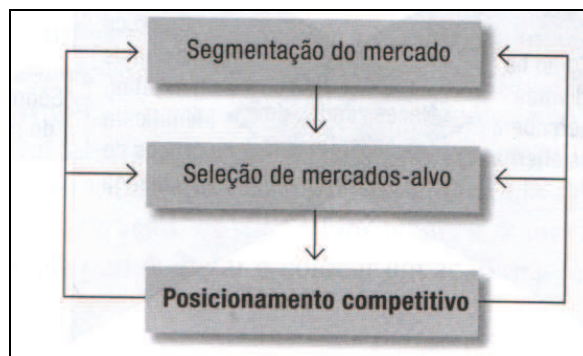 Segmentação do mercado
Seleção de mercados-alvo
Posicionamento competitivo